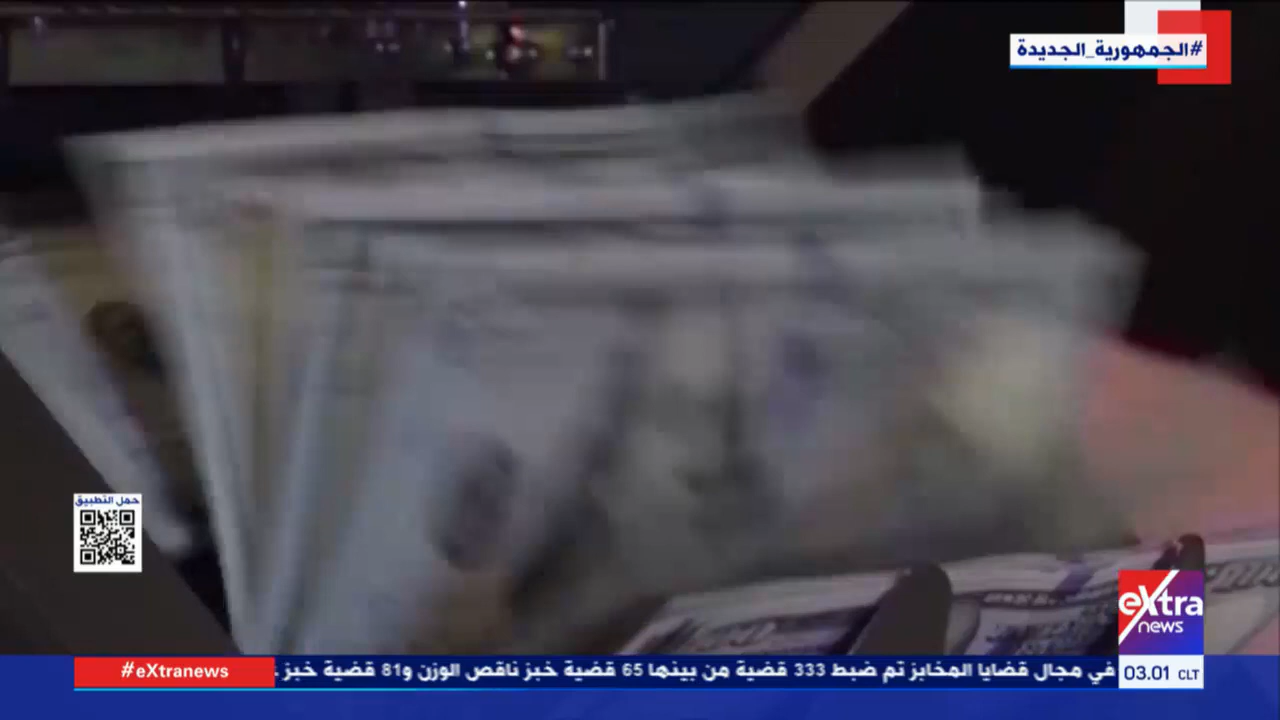 #الجمهورية_الجديدة
حمل التطبيق
eXtra
news
#eXtranews
في مجال قضايا المخابز تم ضبط 333 قضية من بينها 65 قضية خبز ناقص الوزن و81 قضية خبز
03.01 CLT